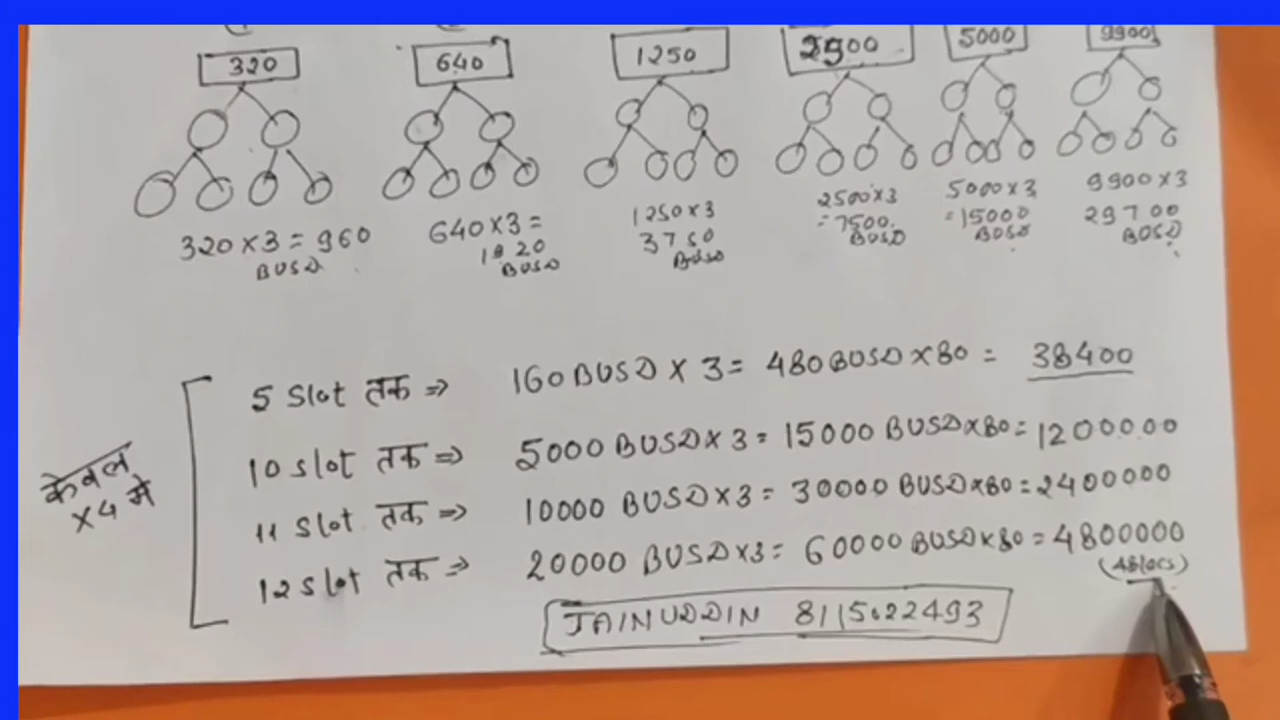 320 640 1250 2500 5000 9900
320 x 3 = 960 BUSD
640 x 3 = 1920 BUSD
1250 x 3 3750 BUSD
2500 x 3 = 7500 BUSD
5000 x 3 = 15000 BUSD
9900 x 3 29700 BUSD
केवल x4 मे
5 Slot तक => 160 BUSD x 3 = 480 BUSD x 80 = 38400
10 slot तक => 5000 BUSD x 3 = 15000 BUSD x 80 = 1200000
11 Slot तक => 10000 BUSD x 3 = 30000 BUSD x 80 = 2400000
12 slot तक => 20000 BUSD x 3 = 60000 BUSD x 80 = 4800000
(48 lacs)
JAINUDDIN 8115022493